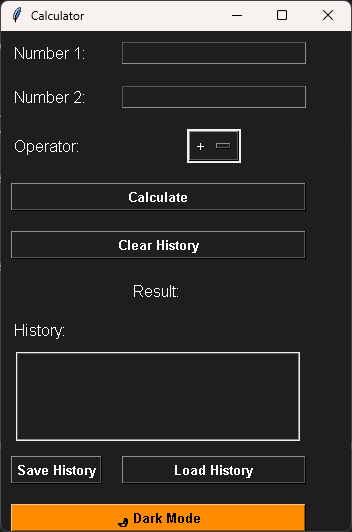 Calculator
Number 1:
Number 2:
Operator:
+
Calculate
Clear History
Result:
History:
Save History
Load History
Dark Mode